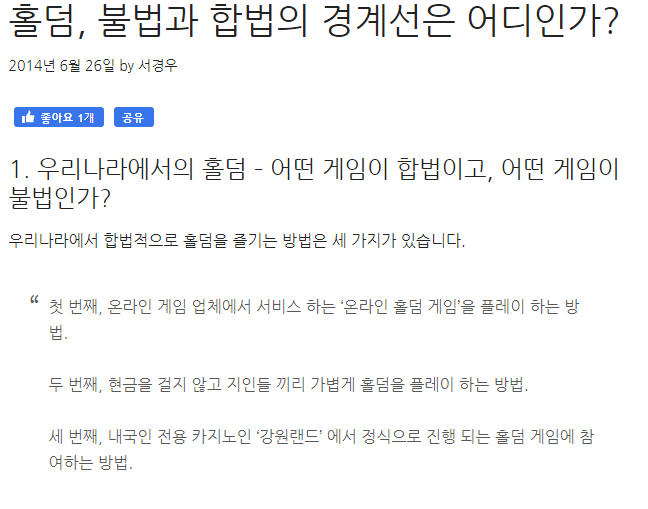 홀덤, 불법과 합법의 경계선은 어디인가?
2014년 6월 26일 by 서경우
좋아요 1개 공유
1. 우리나라에서의 홀덤 - 어떤 게임이 합법이고, 어떤 게임이
불법인가?
우리나라에서 합법적으로 홀덤을 즐기는 방법은 세 가지가 있습니다.
“ 첫 번째, 온라인 게임 업체에서 서비스 하는 ‘온라인 홀덤 게임’을 플레이 하는 방
법.
두 번째, 현금을 걸지 않고 지인들 끼리 가볍게 홀덤을 플레이 하는 방법.
세 번째, 내국인 전용 카지노인 ‘강원랜드’ 에서 정식으로 진행 되는 홀덤 게임에 참
여하는 방법.